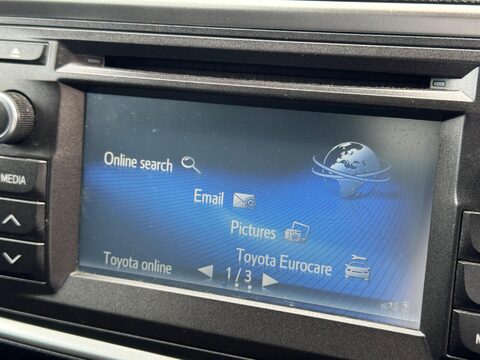 MEDIA
Online search
Email
Pictures
Toyota Eurocare
Toyota online
1/3